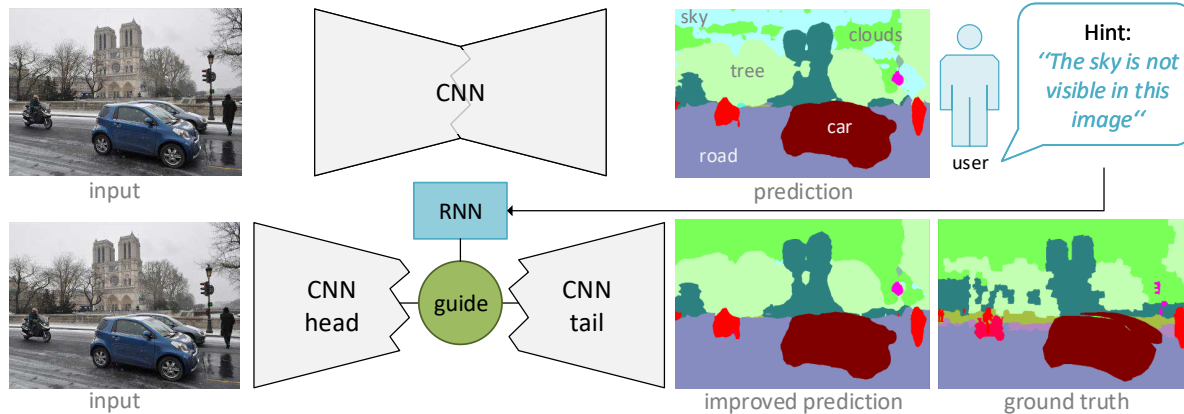 sky
clouds
tree
car
road
prediction
CNN
input
user
Hint:
“The sky is not
visible in this
image“
RNN
CNN
head
guide
CNN
tail
input
improved prediction
ground truth